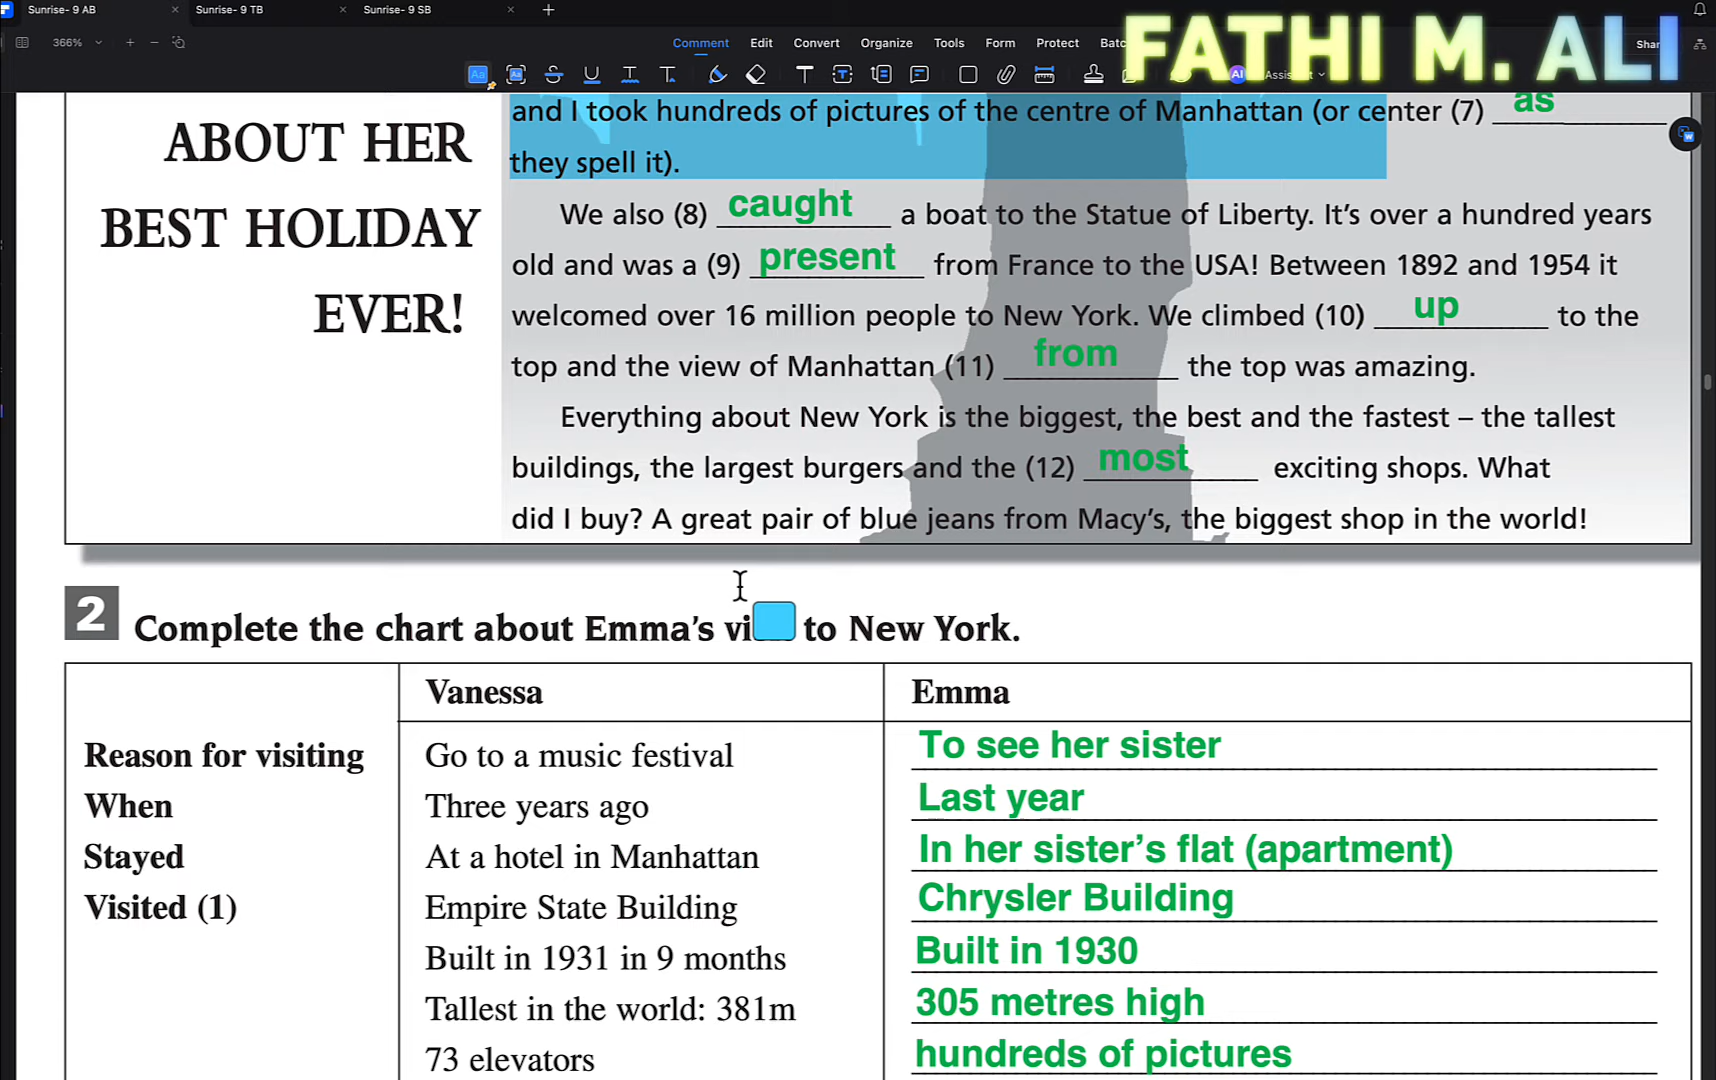 Sunrise- 9 AB
Sunrise- 9 TB
Sunrise- 9 SB
366%
Comment Edit Convert Organize Tools Form Protect
FATHI M. ALI
and I took hundreds of pictures of the centre of Manhattan (or center (7) as
they spell it).
ABOUT HER
BEST HOLIDAY
EVER!
We also (8) caught a boat to the Statue of Liberty. It's over a hundred years
old and was a (9) present from France to the USA! Between 1892 and 1954 it
welcomed over 16 million people to New York. We climbed (10) up to the
top and the view of Manhattan (11) from the top was amazing.
Everything about New York is the biggest, the best and the fastest – the tallest
buildings, the largest burgers and the (12) most exciting shops. What
did I buy? A great pair of blue jeans from Macy's, the biggest shop in the world!
2 Complete the chart about Emma's to New York.
Vanessa Emma
Reason for visiting Go to a music festival To see her sister
When Three years ago Last year
Stayed At a hotel in Manhattan In her sister's flat (apartment)
Visited (1) Empire State Building Chrysler Building
Built in 1931 in 9 months Built in 1930
Tallest in the world: 381m 305 metres high
73 elevators hundreds of pictures